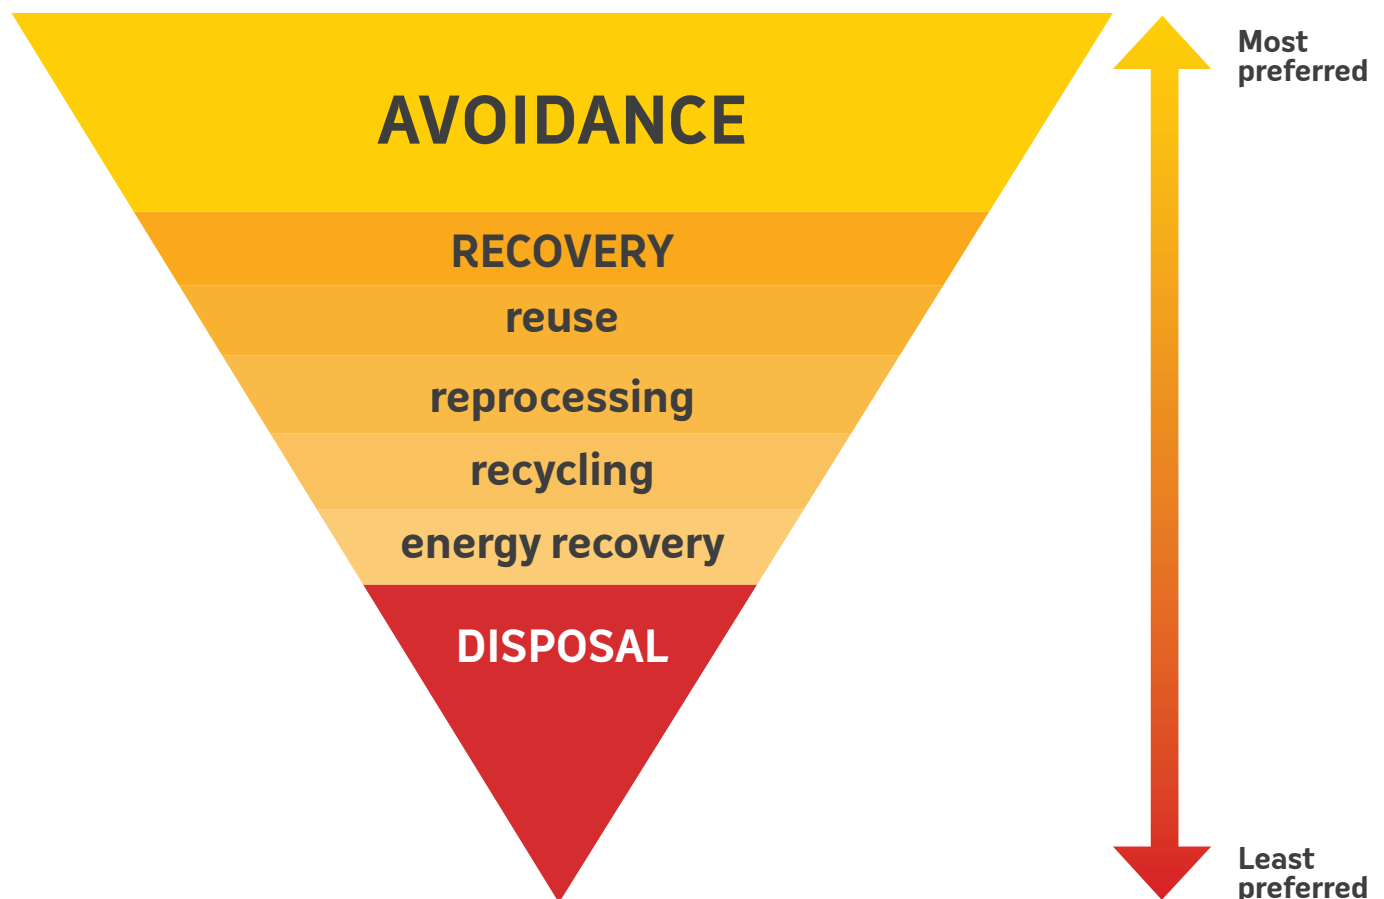 AVOIDANCE
RECOVERY
reuse
reprocessing
recycling
energy recovery
DISPOSAL
Most
preferred
Least
preferred